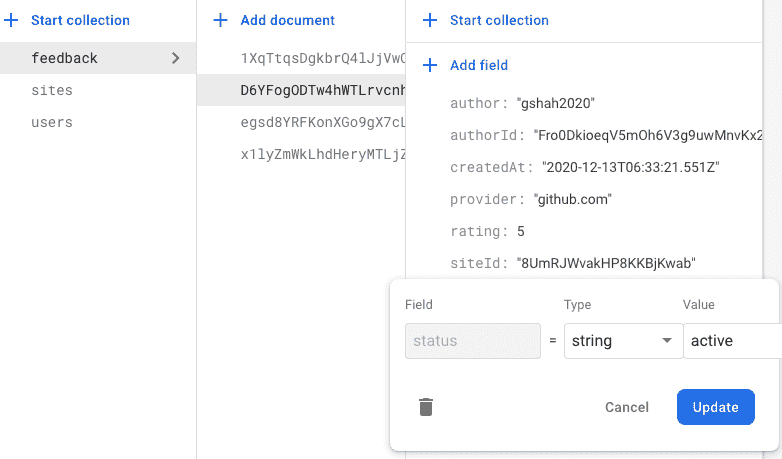 Start collection
feedback
sites
users
Add document
1XqTtqsDgkbrQ4lJjVwC
D6YFogODTw4hWTLrvcnh
egsd8YRFKonXGo9gX7cL
x1lyZmWkLhdHeryMTLjZ
Start collection
Add field
author: "gshah2020"
authorId: "Fro0DkioeqV5mOh6V3g9uwMnvKx2
createdAt: "2020-12-13T06:33:21.551Z"
provider: "github.com"
rating: 5
siteId: "8UmRJWvakHP8KKBjKwab"
Field Type Value
status = string active
Cancel Update